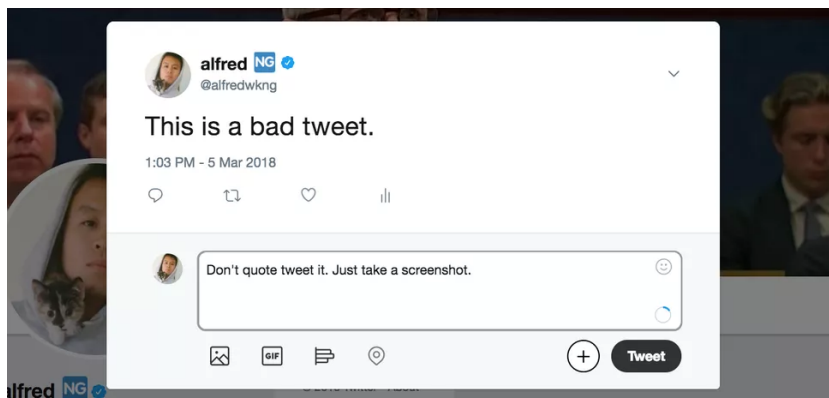 alfred NG
@alfredwkng
This is a bad tweet.
1:03 PM - 5 Mar 2018
Don't quote tweet it. Just take a screenshot.
GIF
Tweet
alfred NG